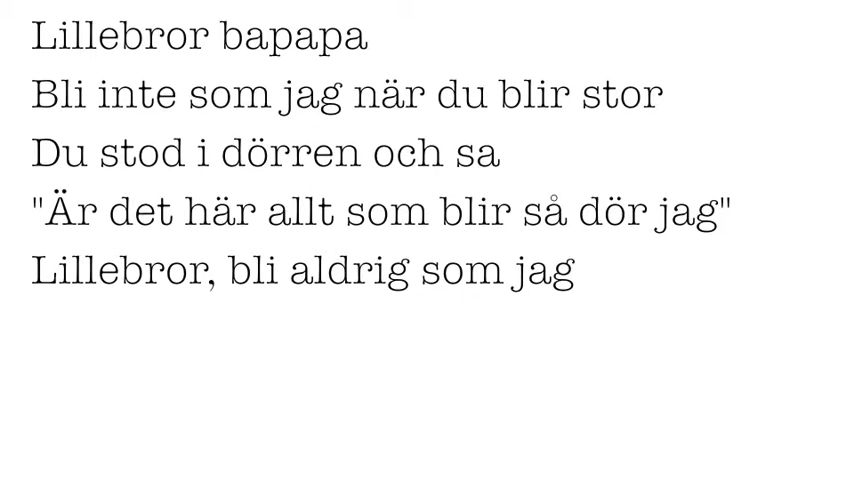 Lillebror bapapa
Bli inte som jag när du blir stor
Du stod i dörren och sa
"Är det här allt som blir så dör jag"
Lillebror, bli aldrig som jag